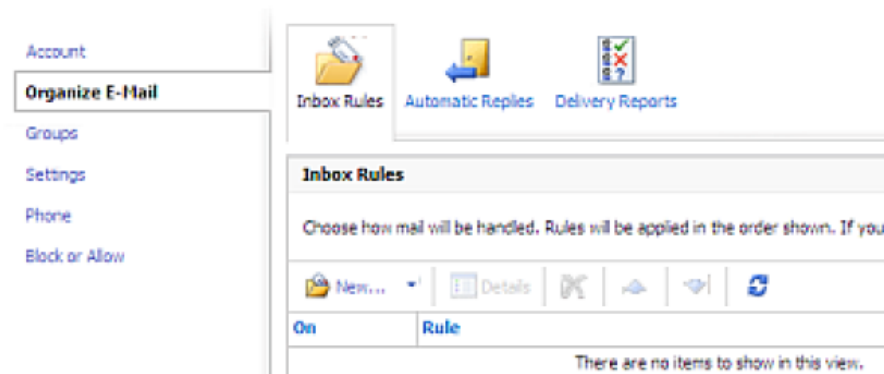 Account
Organize E-Mail
Groups
Settings
Phone
Block or Allow
Inbox Rules
Automatic Replies
Delivery Reports
Inbox Rules
Choose how mail will be handled. Rules will be applied in the order shown. If you
New...
Details
On
Rule
There are no items to show in this view.